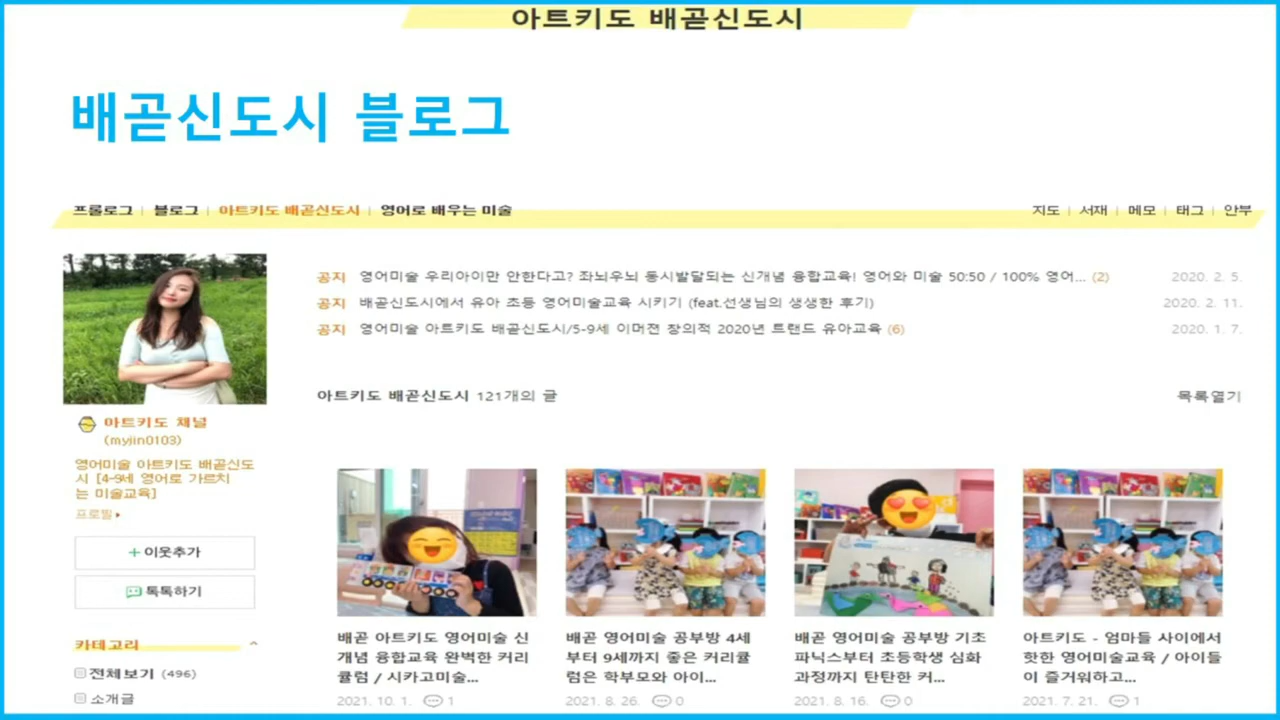 아트키도 배곧신도시
배곧신도시 블로그
프롤로그 | 블로그 | 아트키도 배곧신도시 | 영어로 배우는 미술
지도 | 서재 | 메모 | 태그 | 안부
공지 영어미술 우리아이만 안한다고? 좌뇌우뇌 동시발달되는 신개념 융합교육! 영어와 미술 50:50 / 100% 영어... (2) 2020. 2. 5.
공지 배곧신도시에서 유아 초등 영어미술교육 시키기 (feat.선생님의 생생한 후기) 2020. 2. 11.
공지 영어미술 아트키도 배곧신도시/5-9세 이머젼 창의적 2020년 트랜드 유아교육 (6) 2020. 1. 7.
아트키도 배곧신도시 121개의 글
목록열기
아트키도 채널
(myjin0103)
영어미술 아트키도 배곧신도
시 [4-9세 영어로 가르치
는 미술교육]
프로필
+이웃추가
톡톡하기
카테고리
전체보기 (496)
소개글
배곧 아트키도 영어미술 신
개념 융합교육 완벽한 커리
큘럼 / 시카고미술...
2021. 10. 1. 1
배곧 영어미술 공부방 4세
부터 9세까지 좋은 커리큘
럼은 학부모와 아이...
2021. 8. 26. 0
배곧 영어미술 공부방 기초
파닉스부터 초등학생 심화
과정까지 탄탄한 커...
2021. 8. 16. 0
아트키도 - 엄마들 사이에서
핫한 영어미술교육 / 아이들
이 즐거워하고...
2021. 7. 21. 1